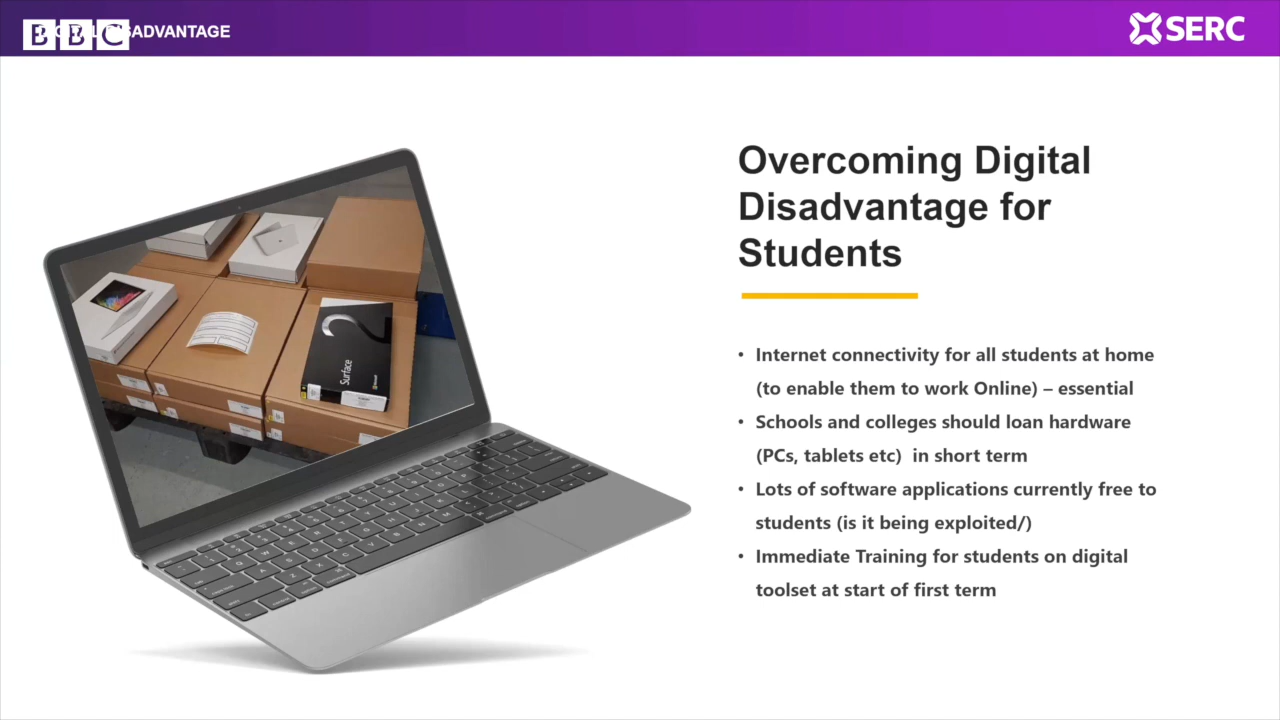 BBC
DISADVANTAGE
SERC
Overcoming Digital
Disadvantage for
Students
• Internet connectivity for all students at home
(to enable them to work Online) – essential
• Schools and colleges should loan hardware
(PCs, tablets etc)  in short term
• Lots of software applications currently free to
students (is it being exploited/)
• Immediate Training for students on digital
toolset at start of first term
Surface